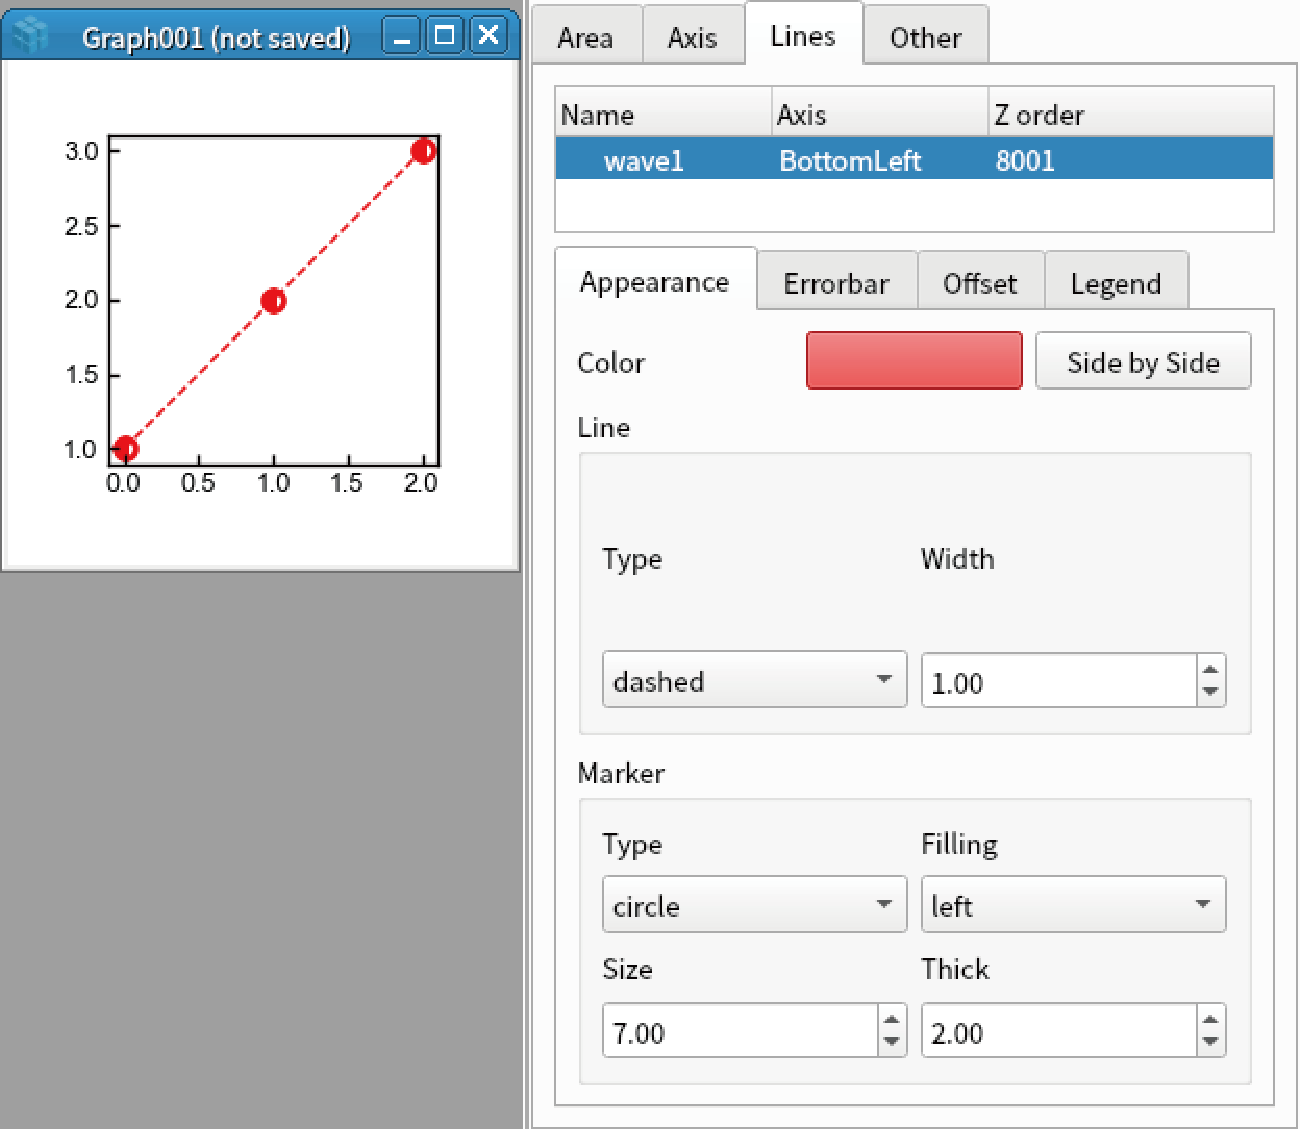 Graph001 (not saved)
3.0
2.5
2.0
1.5
1.0
0.0 0.5 1.0 1.5 2.0
Area Axis Lines Other
Name Axis Z order
wave1 BottomLeft 8001
Appearance Errorbar Offset Legend
Color Side by Side
Line
Type Width
dashed 1.00
Marker
Type Filling
circle left
Size Thick
7.00 2.00